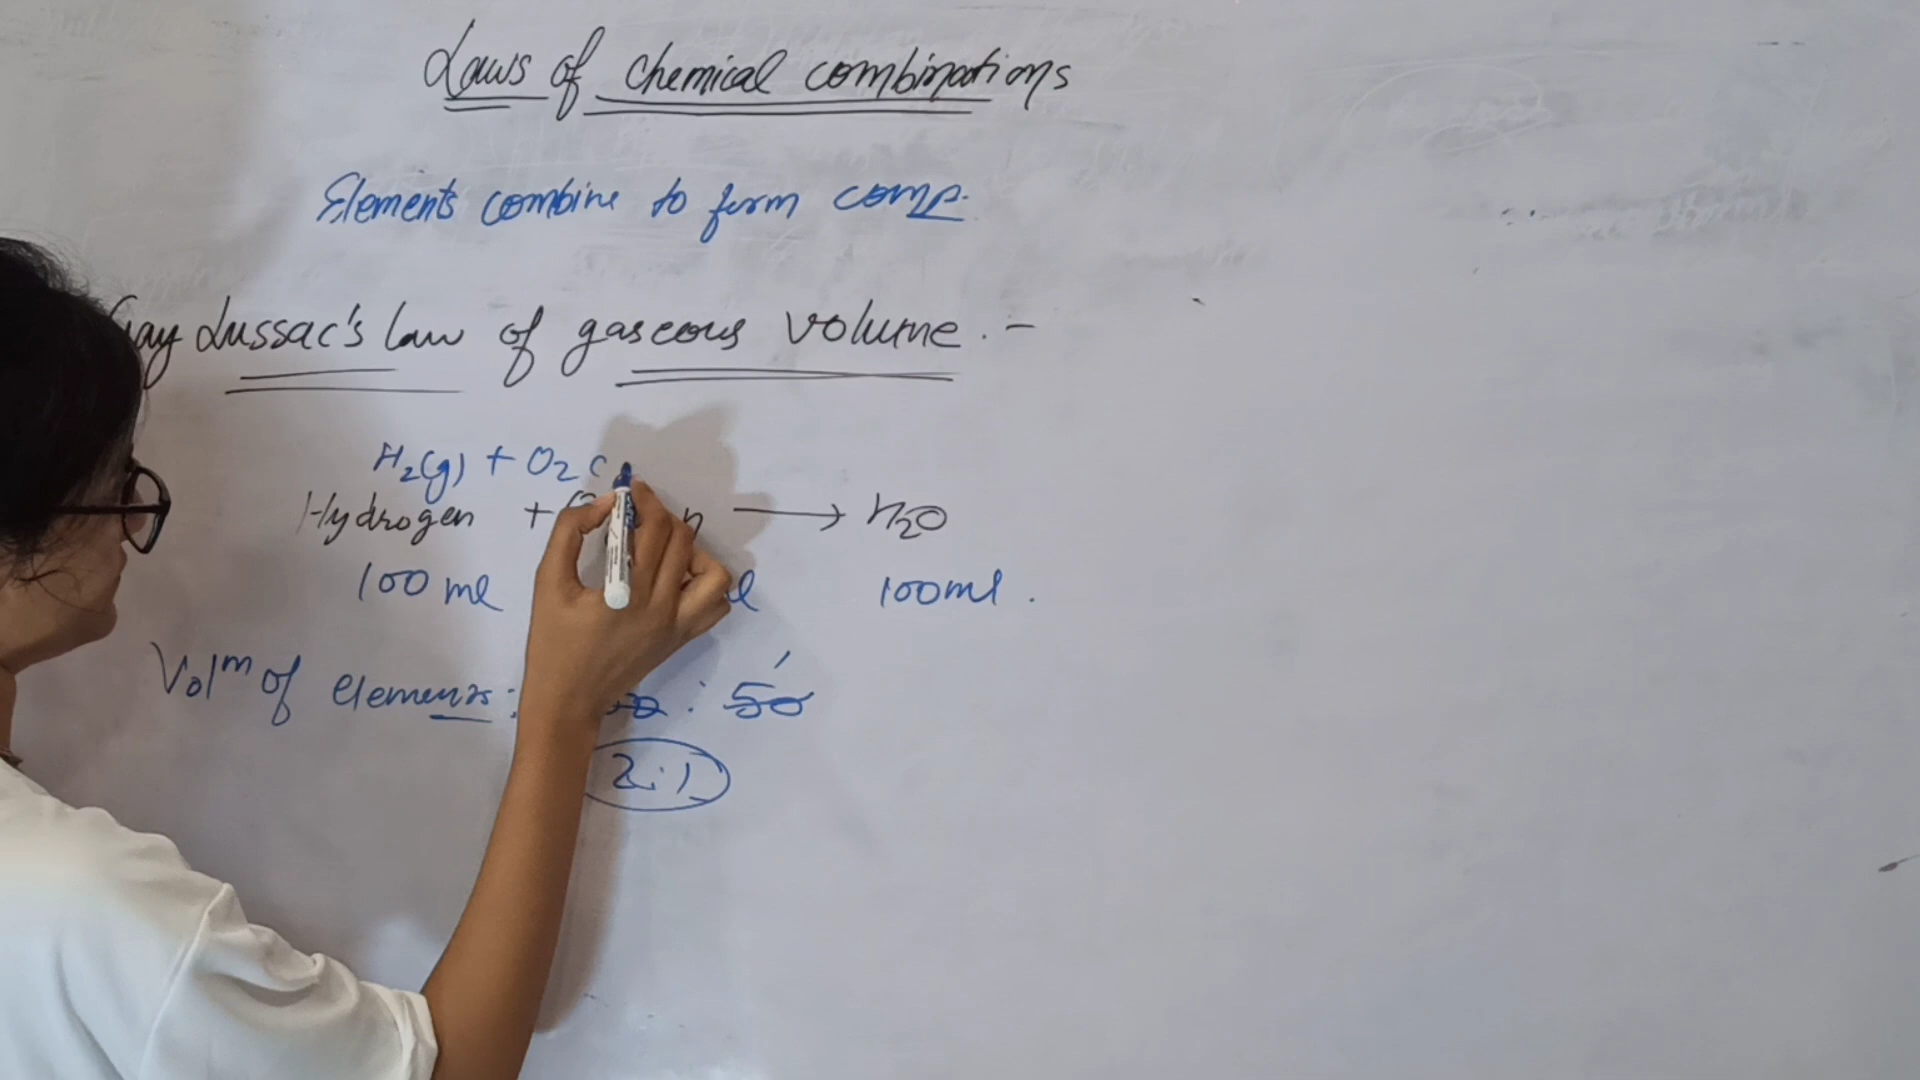 Laws of chemical combinations
Elements combine to form comp.
Gay Lussac's law of gaseous volume. -
H2(g) + O2 (
Hydrogen + ⟶ H2O
100 ml 100ml .
Volm of elements : : 50
2:1